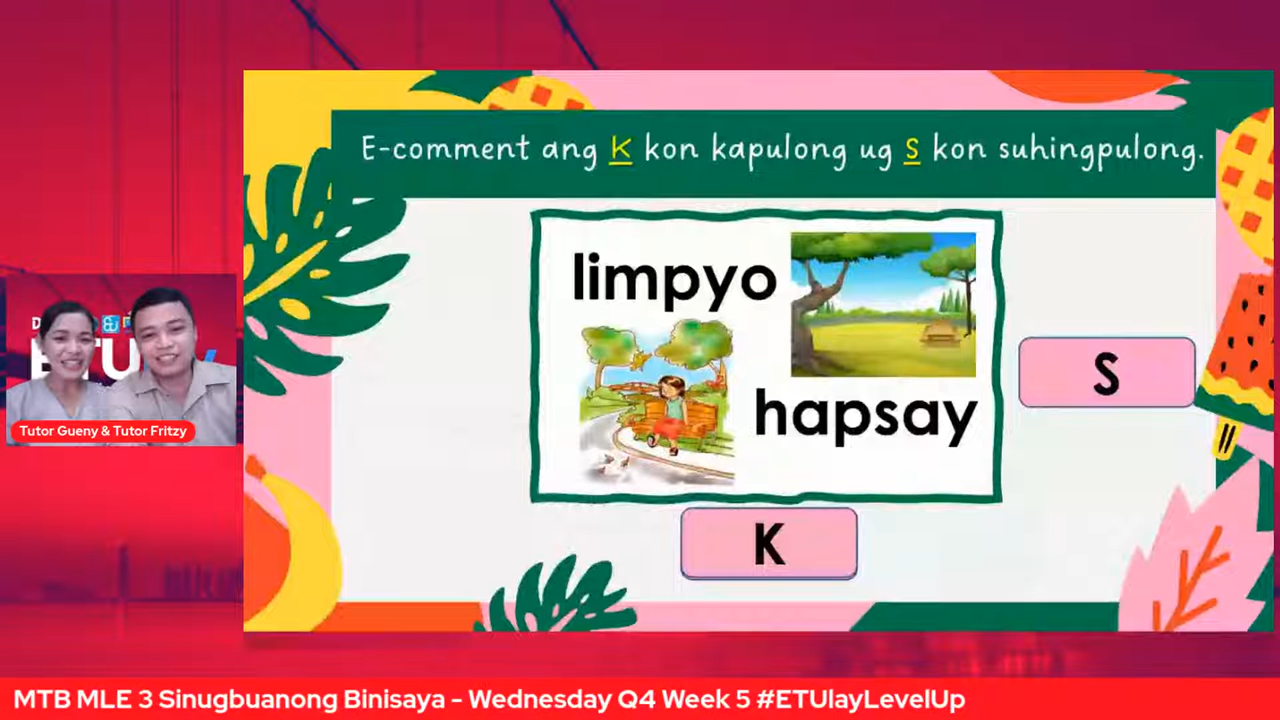 E-comment ang K kon kapulong ug S kon suhingpulong.
limpyo
hapsay
S
K
Tutor Gueny & Tutor Fritzy
MTB MLE 3 Sinugbuanong Binisaya - Wednesday Q4 Week 5 #ETUlayLevelUp